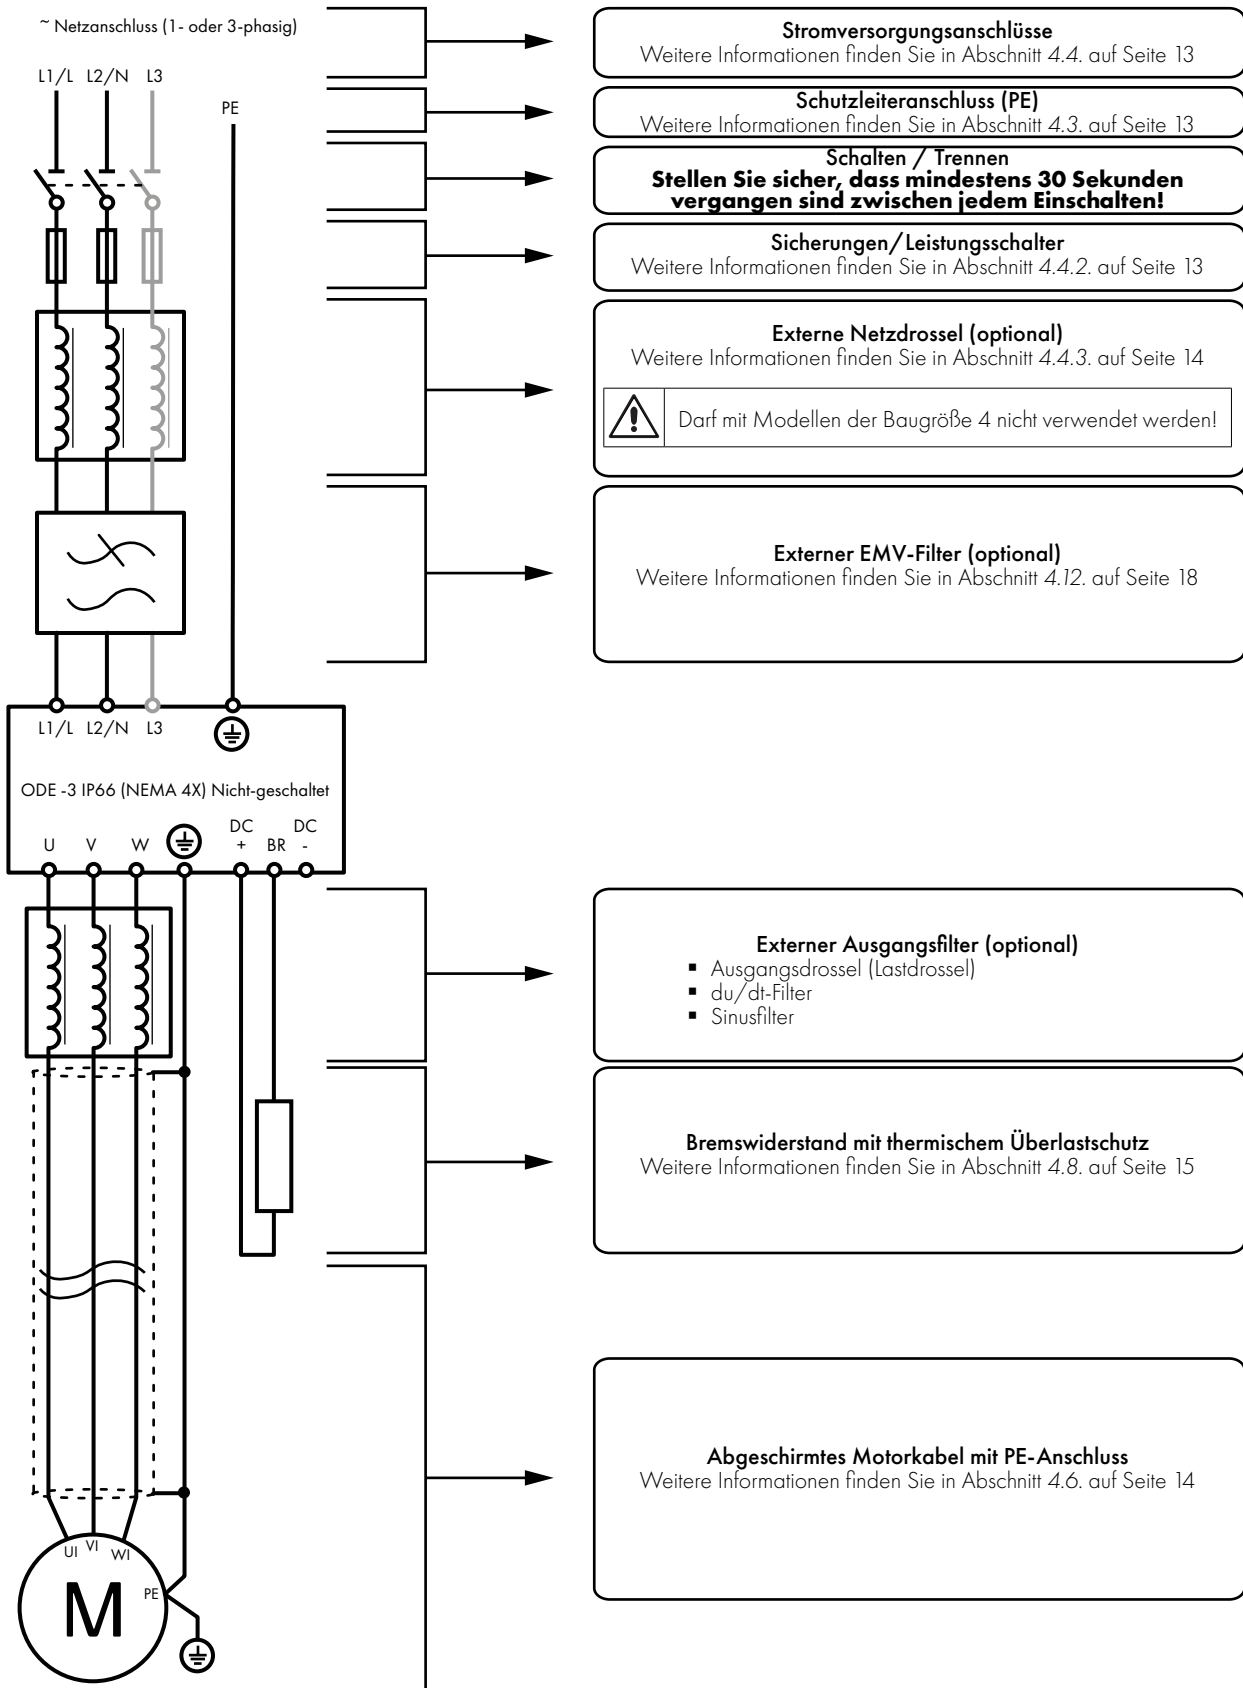 ~ Netzanschluss (1- oder 3-phasig)
L1/L L2/N L3
PE
Stromversorgungsanschlüsse
Weitere Informationen finden Sie in Abschnitt 4.4. auf Seite 13
Schutzleiteranschluss (PE)
Weitere Informationen finden Sie in Abschnitt 4.3. auf Seite 13
Schalten / Trennen
Stellen Sie sicher, dass mindestens 30 Sekunden
vergangen sind zwischen jedem Einschalten!
Sicherungen/Leistungsschalter
Weitere Informationen finden Sie in Abschnitt 4.4.2. auf Seite 13
Externe Netzdrossel (optional)
Weitere Informationen finden Sie in Abschnitt 4.4.3. auf Seite 14
Darf mit Modellen der Baugröße 4 nicht verwendet werden!
Externer EMV-Filter (optional)
Weitere Informationen finden Sie in Abschnitt 4.12. auf Seite 18
L1/L L2/N L3
ODE -3 IP66 (NEMA 4X) Nicht-geschaltet
U V W DC + BR DC -
Externer Ausgangsfilter (optional)
▪ Ausgangsdrossel (Lastdrossel)
▪ du/dt-Filter
▪ Sinusfilter
Bremswiderstand mit thermischem Überlastschutz
Weitere Informationen finden Sie in Abschnitt 4.8. auf Seite 15
Abgeschirmtes Motorkabel mit PE-Anschluss
Weitere Informationen finden Sie in Abschnitt 4.6. auf Seite 14
UI VI WI
PE
M